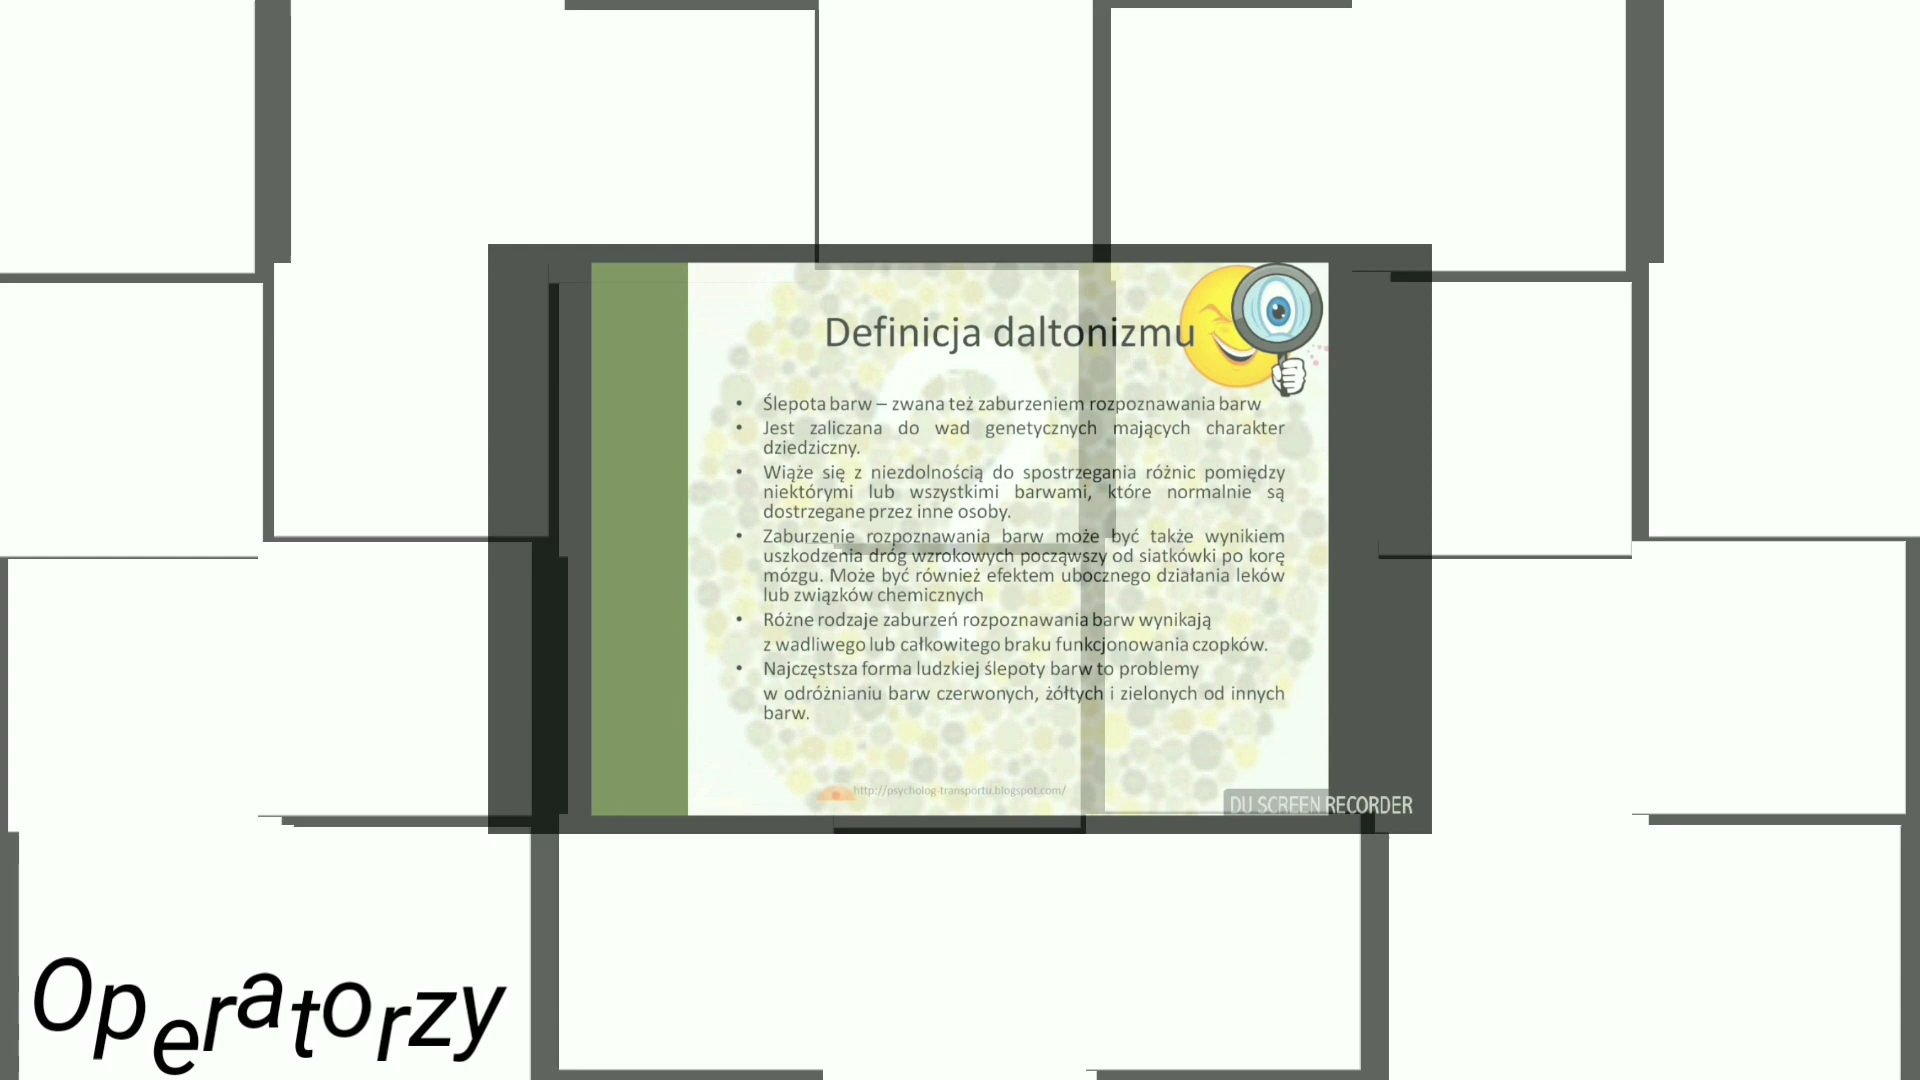 Definicja daltonizmu
• Ślepota barw – zwana też zaburzeniem rozpoznawania barw
• Jest zaliczana do wad genetycznych mających charakter
dziedziczny.
• Wiąże się z niezdolnością do spostrzegania różnic pomiędzy
niektórymi lub wszystkimi barwami, które normalnie są
dostrzegane przez inne osoby.
• Zaburzenie rozpoznawania barw może być także wynikiem
uszkodzenia dróg wzrokowych począwszy od siatkówki po korę
mózgu. Może być również efektem ubocznego działania leków
lub związków chemicznych
• Różne rodzaje zaburzeń rozpoznawania barw wynikają
z wadliwego lub całkowitego braku funkcjonowania czopków.
• Najczęstsza forma ludzkiej ślepoty barw to problemy
w odróżnianiu barw czerwonych, żółtych i zielonych od innych
barw.
http://psycholog-transportu.blogspot.com/
DU SCREEN RECORDER
Operatorzy